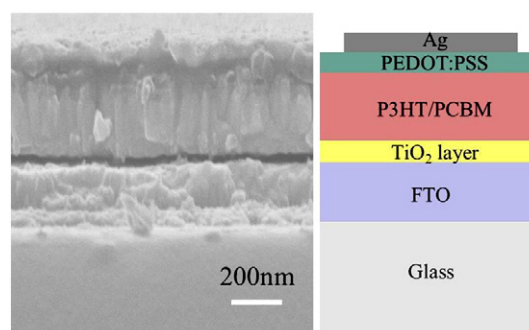 200nm
Ag
PEDOT:PSS
P3HT/PCBM
TiO₂ layer
FTO
Glass